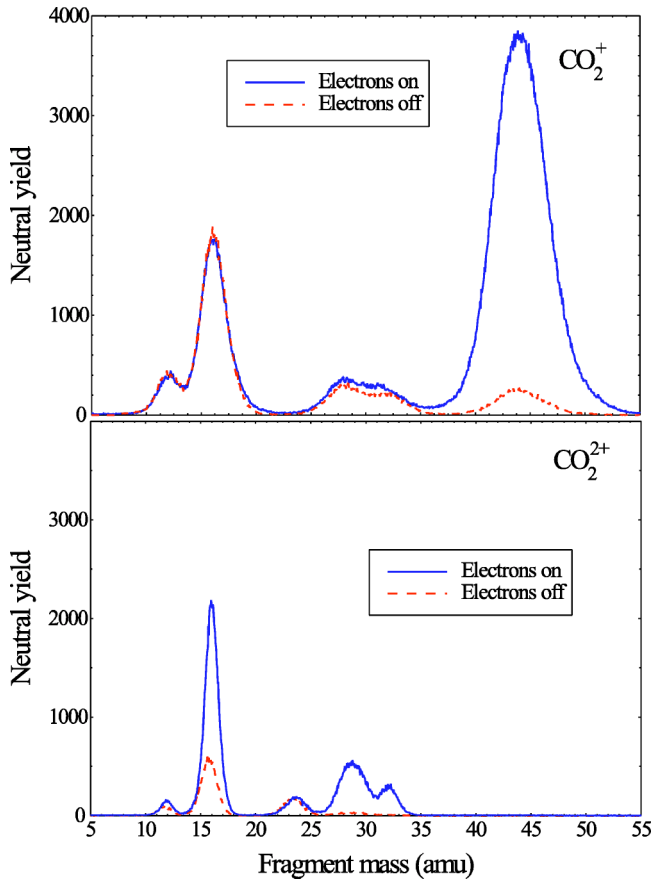 4000
CO₂⁺
Electrons on
Electrons off
3000
Neutral yield
2000
1000
0
CO₂²⁺
3000
Electrons on
Electrons off
Neutral yield
2000
1000
0
5 10 15 20 25 30 35 40 45 50 55
Fragment mass (amu)